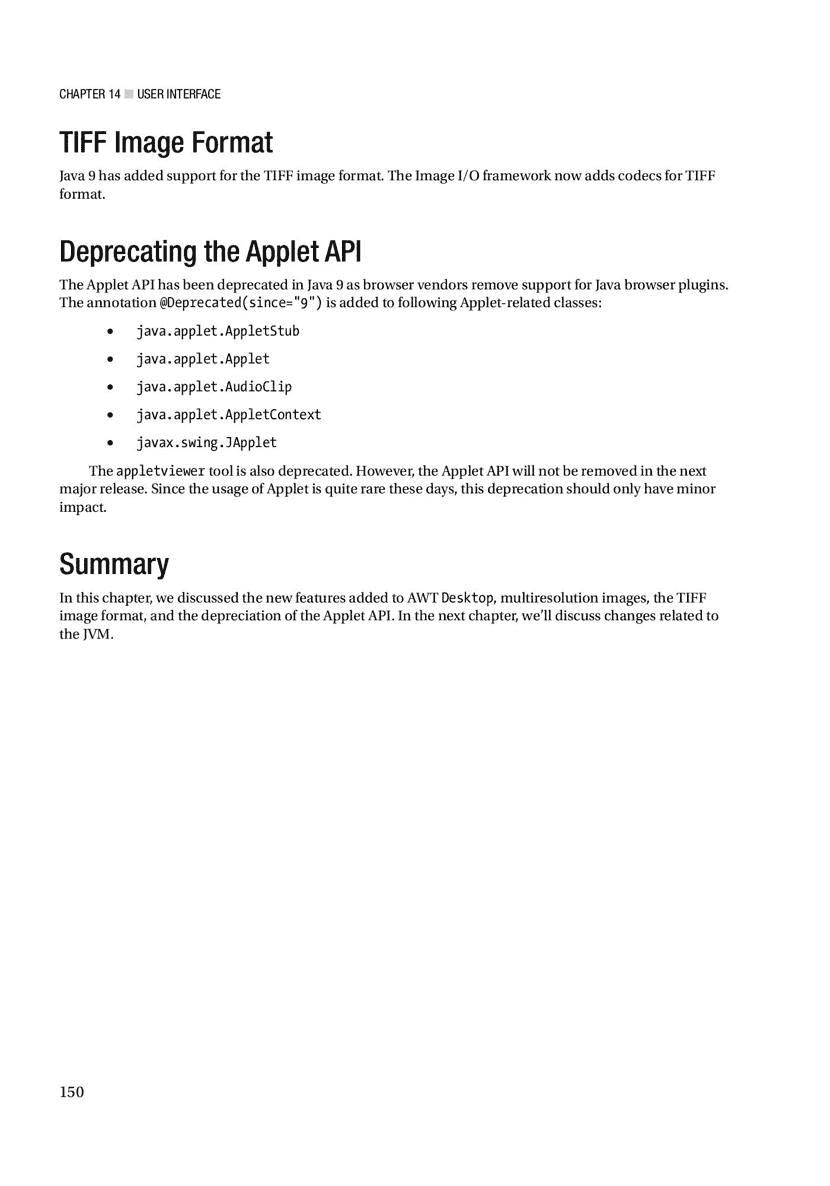 CHAPTER 14 ■ USER INTERFACE
TIFF Image Format
Java 9 has added support for the TIFF image format. The Image I/O framework now adds codecs for TIFF
format.
Deprecating the Applet API
The Applet API has been deprecated in Java 9 as browser vendors remove support for Java browser plugins.
The annotation @Deprecated(since="9") is added to following Applet-related classes:
• java.applet.AppletStub
• java.applet.Applet
• java.applet.AudioClip
• java.applet.AppletContext
• javax.swing.JApplet
The appletviewer tool is also deprecated. However, the Applet API will not be removed in the next
major release. Since the usage of Applet is quite rare these days, this deprecation should only have minor
impact.
Summary
In this chapter, we discussed the new features added to AWT Desktop, multiresolution images, the TIFF
image format, and the depreciation of the Applet API. In the next chapter, we'll discuss changes related to
the JVM.
150